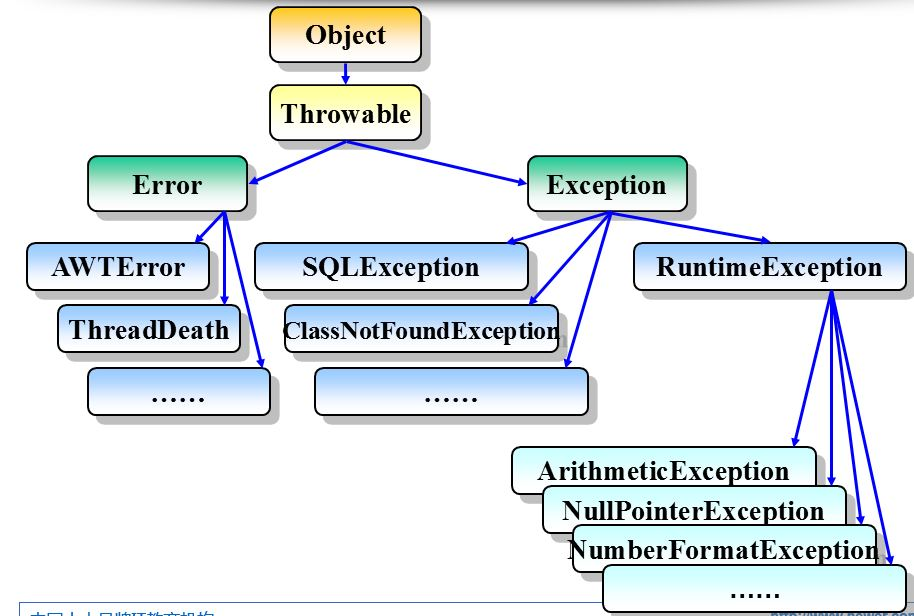 Object
Throwable
Error
Exception
AWTError
SQLException
RuntimeException
ThreadDeath
ClassNotFoundException
......
......
ArithmeticException
NullPointerException
NumberFormatException
......